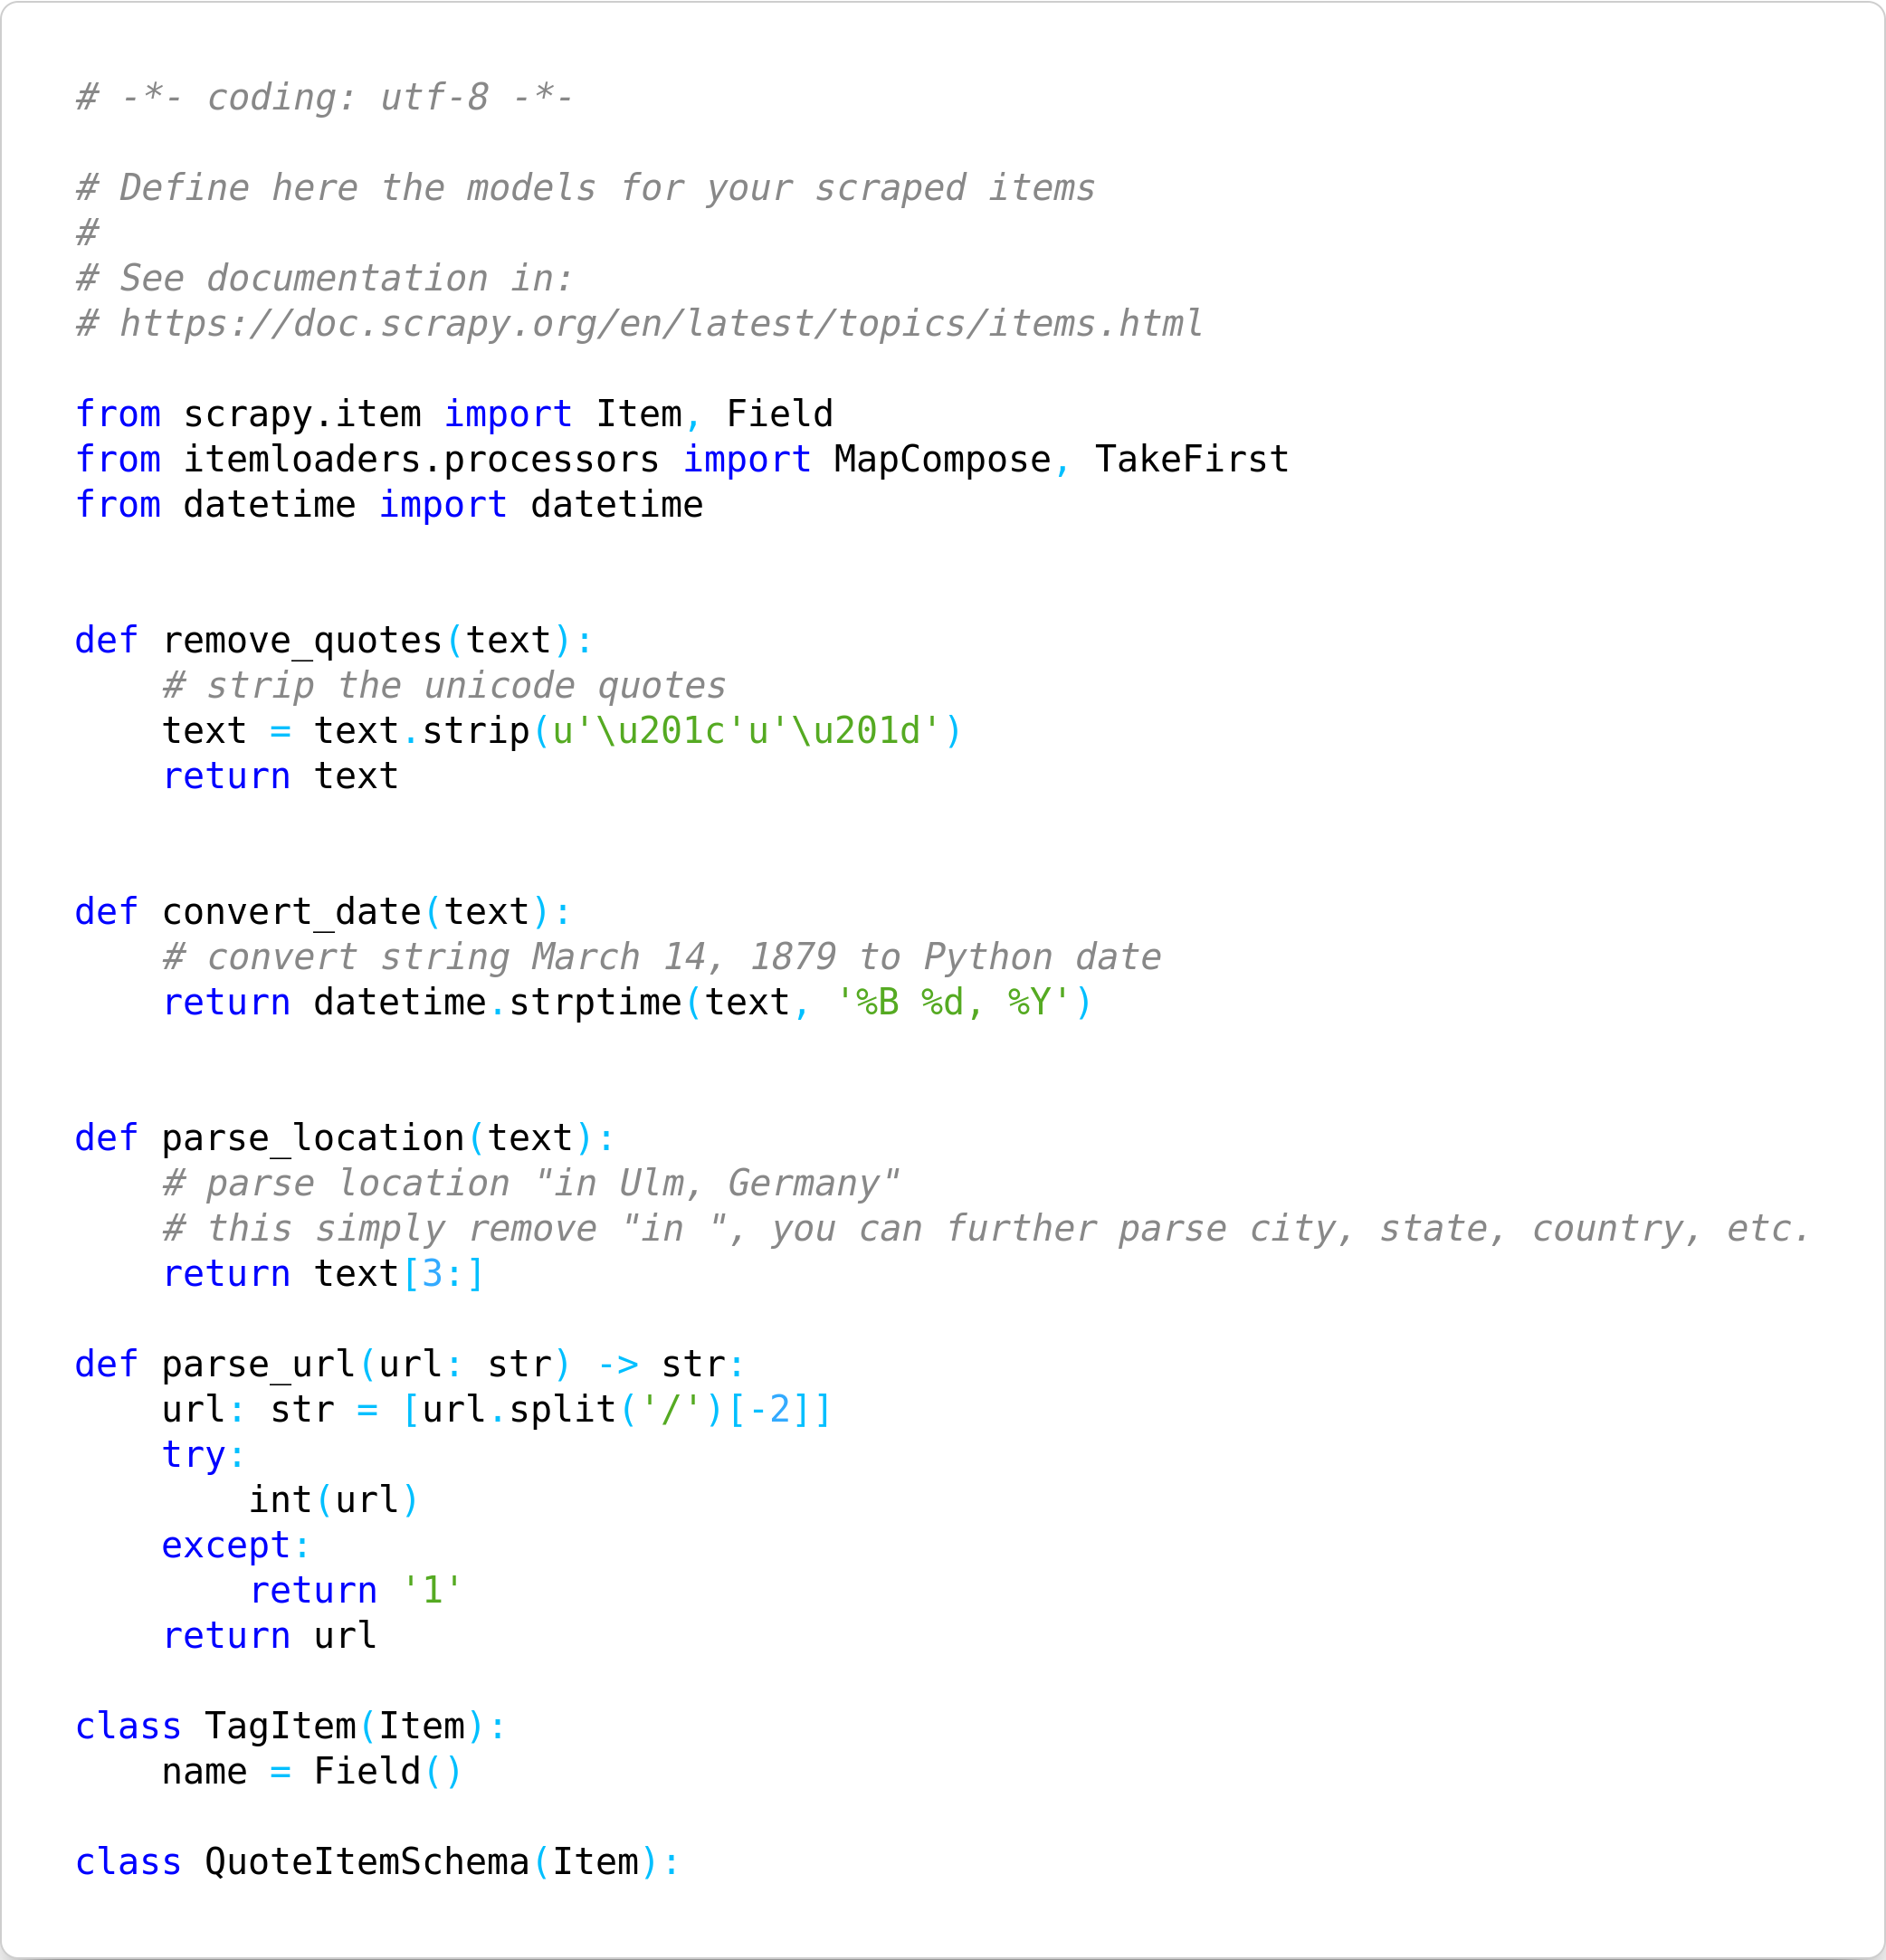 # -*- coding: utf-8 -*-

# Define here the models for your scraped items
#
# See documentation in:
# https://doc.scrapy.org/en/latest/topics/items.html

from scrapy.item import Item, Field
from itemloaders.processors import MapCompose, TakeFirst
from datetime import datetime


def remove_quotes(text):
    # strip the unicode quotes
    text = text.strip(u'\u201c'u'\u201d')
    return text


def convert_date(text):
    # convert string March 14, 1879 to Python date
    return datetime.strptime(text, '%B %d, %Y')


def parse_location(text):
    # parse location "in Ulm, Germany"
    # this simply remove "in ", you can further parse city, state, country, etc.
    return text[3:]

def parse_url(url: str) -> str:
    url: str = [url.split('/')[-2]]
    try:
        int(url)
    except:
        return '1'
    return url

class TagItem(Item):
    name = Field()

class QuoteItemSchema(Item):